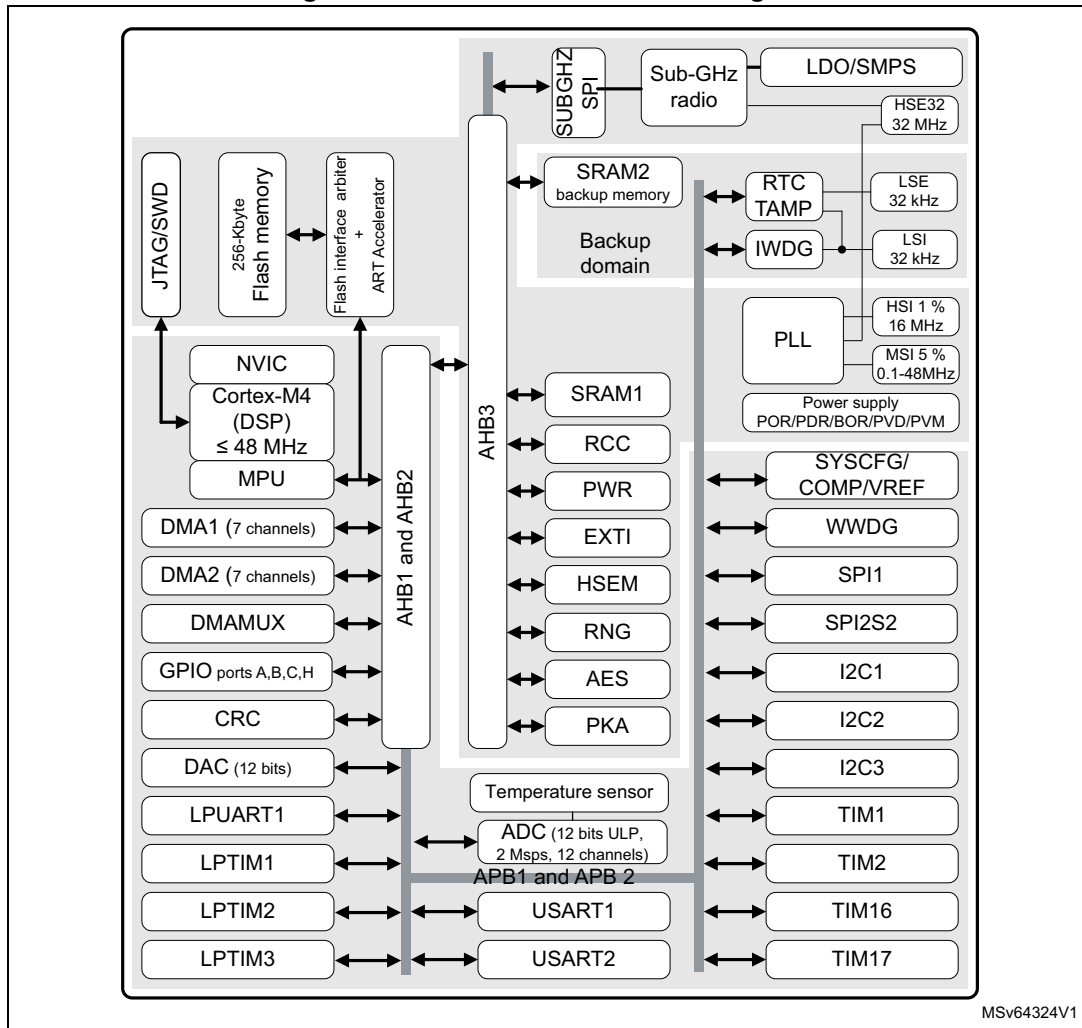 SUBGHZ
SPI
Sub-GHz
radio
LDO/SMPS
HSE32
32 MHz
JTAG/SWD
256-Kbyte
Flash memory
Flash interface arbiter
+
ART Accelerator
SRAM2
backup memory
Backup
domain
RTC
TAMP
IWDG
LSE
32 kHz
LSI
32 kHz
PLL
HSI 1 %
16 MHz
MSI 5 %
0.1-48MHz
Power supply
POR/PDR/BOR/PVD/PVM
NVIC
Cortex-M4
(DSP)
≤ 48 MHz
MPU
DMA1 (7 channels)
DMA2 (7 channels)
DMAMUX
GPIO ports A,B,C,H
CRC
DAC (12 bits)
LPUART1
LPTIM1
LPTIM2
LPTIM3
AHB1 and AHB2
AHB3
SRAM1
RCC
PWR
EXTI
HSEM
RNG
AES
PKA
Temperature sensor
ADC (12 bits ULP,
2 Msps, 12 channels)
APB1 and APB 2
USART1
USART2
SYSCFG/
COMP/VREF
WWDG
SPI1
SPI2S2
I2C1
I2C2
I2C3
TIM1
TIM2
TIM16
TIM17
MSv64324V1